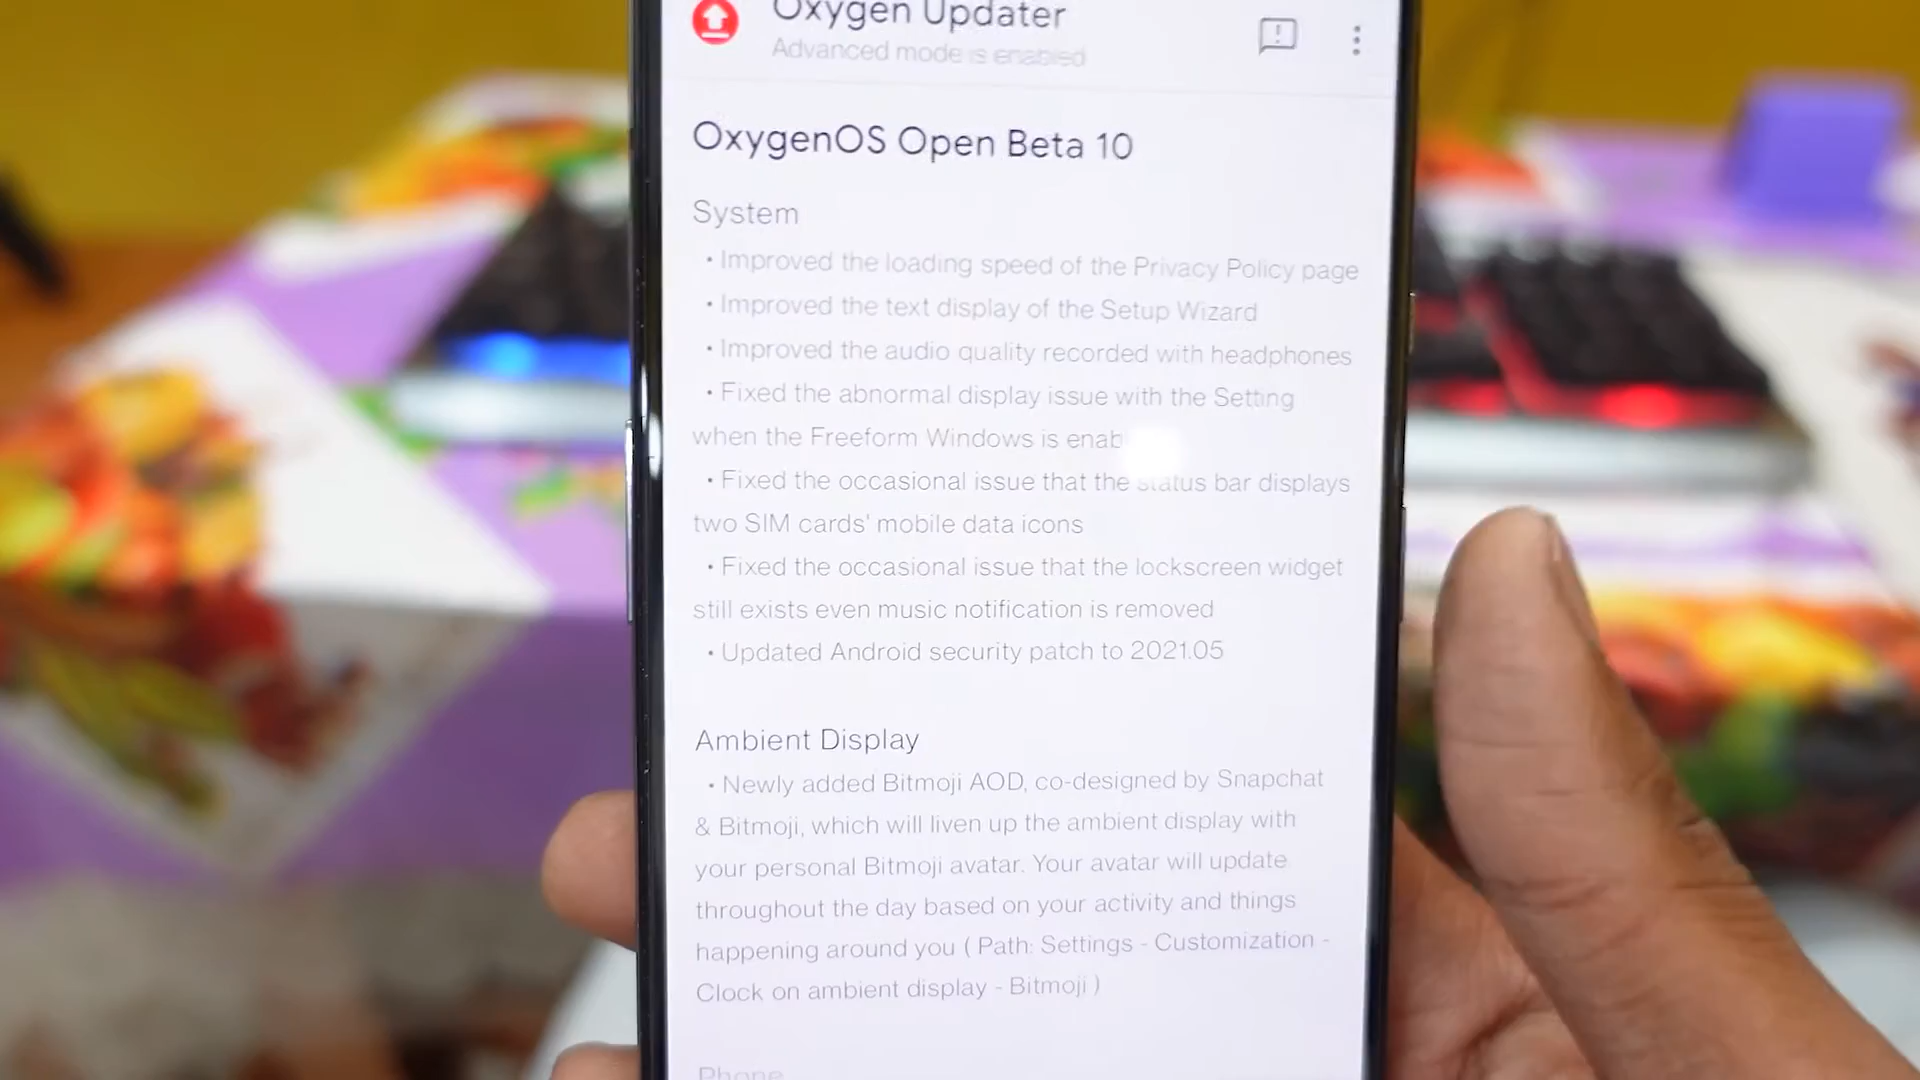 Oxygen Updater
Advanced mode is enabled
OxygenOS Open Beta 10
System
• Improved the loading speed of the Privacy Policy page
• Improved the text display of the Setup Wizard
• Improved the audio quality recorded with headphones
• Fixed the abnormal display issue with the Setting
when the Freeform Windows is enab
• Fixed the occasional issue that the status bar displays
two SIM cards' mobile data icons
• Fixed the occasional issue that the lockscreen widget
still exists even music notification is removed
• Updated Android security patch to 2021.05
Ambient Display
• Newly added Bitmoji AOD, co-designed by Snapchat
& Bitmoji, which will liven up the ambient display with
your personal Bitmoji avatar. Your avatar will update
throughout the day based on your activity and things
happening around you ( Path: Settings - Customization -
Clock on ambient display - Bitmoji )
Phone